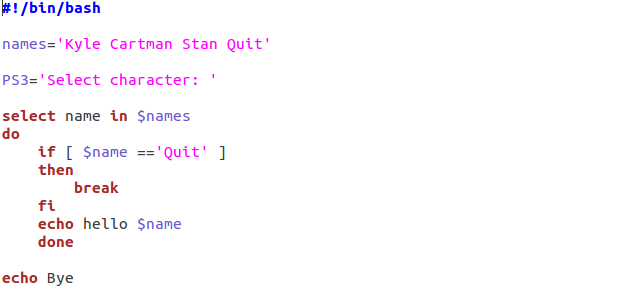 #!/bin/bash
names='Kyle Cartman Stan Quit'
PS3='Select character: '
select name in $names
do
    if [ $name =='Quit' ]
    then
        break
    fi
    echo hello $name
    done
echo Bye